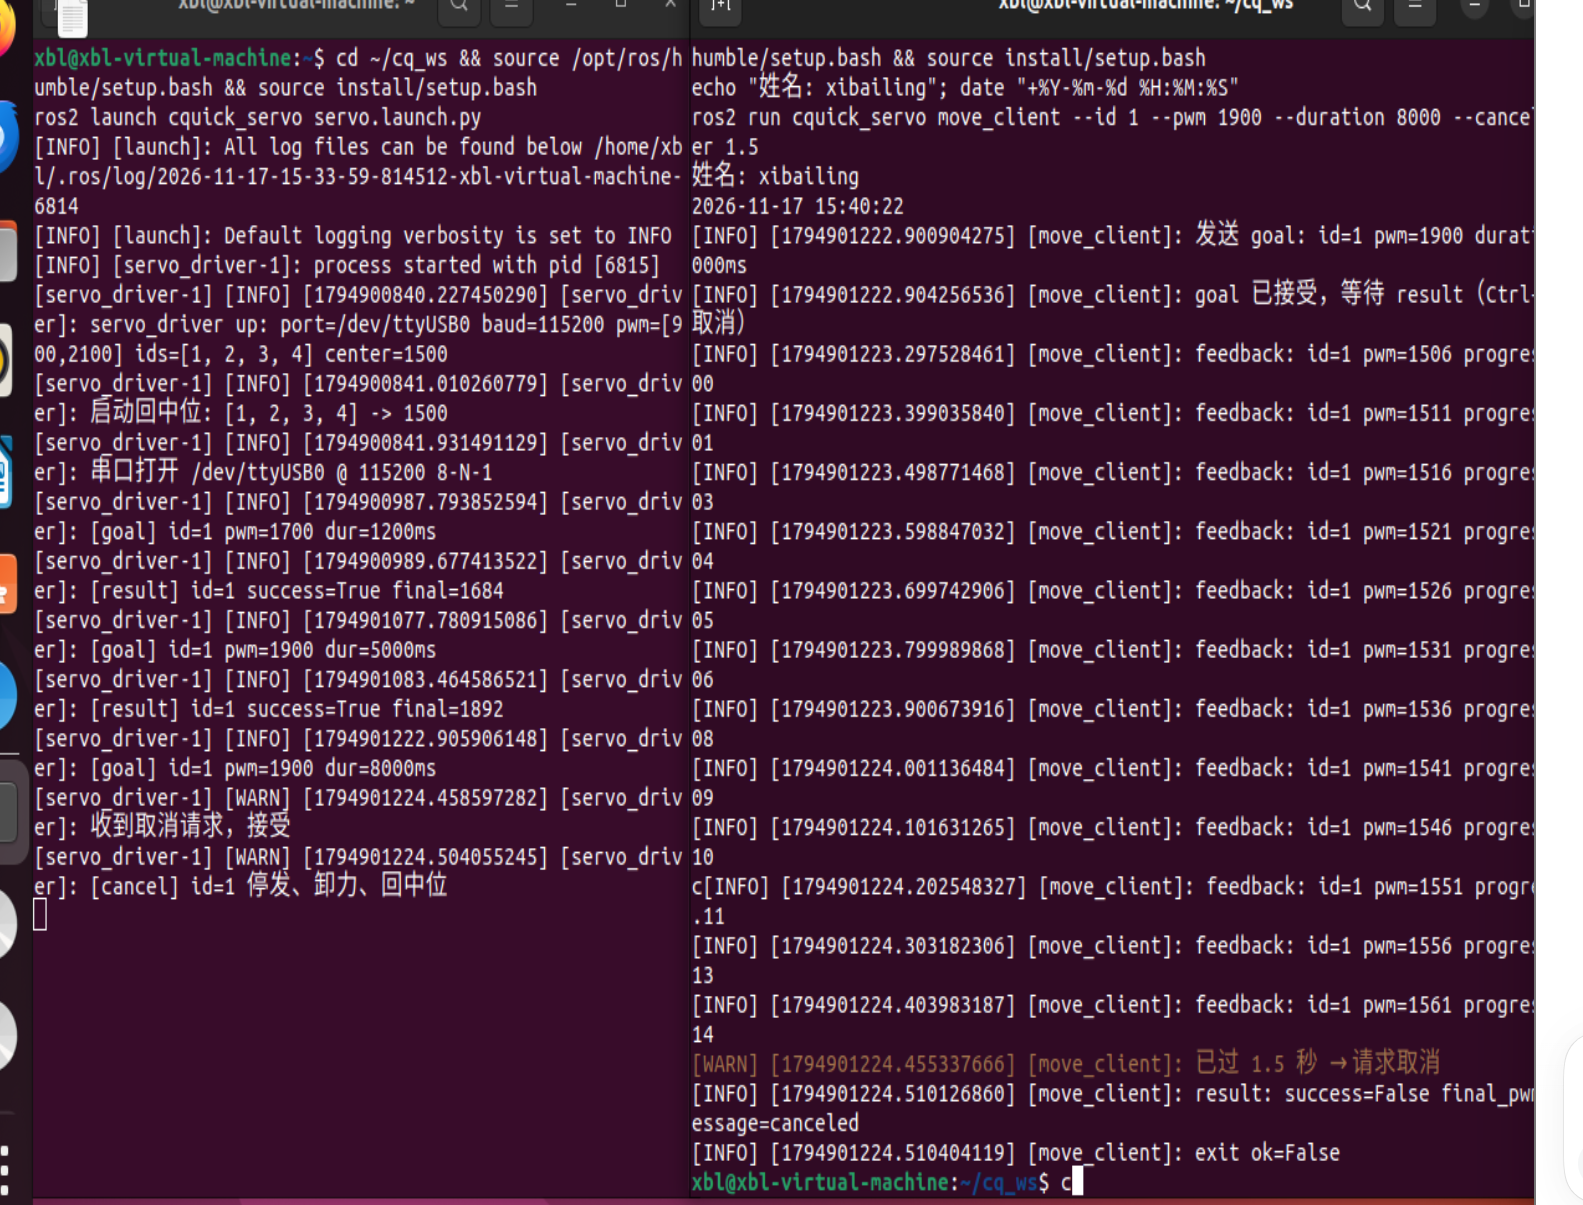 xbl@xbl-virtual-machine: ~
xbl@xbl-virtual-machine:~$ cd ~/cq_ws && source /opt/ros/h
umble/setup.bash && source install/setup.bash
ros2 launch cquick_servo servo.launch.py
[INFO] [launch]: All log files can be found below /home/xb
l/.ros/log/2026-11-17-15-33-59-814512-xbl-virtual-machine-
6814
[INFO] [launch]: Default logging verbosity is set to INFO
[INFO] [servo_driver-1]: process started with pid [6815]
[servo_driver-1] [INFO] [1794900840.227450290] [servo_driv
er]: servo_driver up: port=/dev/ttyUSB0 baud=115200 pwm=[9
00,2100] ids=[1, 2, 3, 4] center=1500
[servo_driver-1] [INFO] [1794900841.010260779] [servo_driv
er]: 启动回中位: [1, 2, 3, 4] -> 1500
[servo_driver-1] [INFO] [1794900841.931491129] [servo_driv
er]: 串口打开 /dev/ttyUSB0 @ 115200 8-N-1
[servo_driver-1] [INFO] [1794900987.793852594] [servo_driv
er]: [goal] id=1 pwm=1700 dur=1200ms
[servo_driver-1] [INFO] [1794900989.677413522] [servo_driv
er]: [result] id=1 success=True final=1684
[servo_driver-1] [INFO] [1794901077.780915086] [servo_driv
er]: [goal] id=1 pwm=1900 dur=5000ms
[servo_driver-1] [INFO] [1794901083.464586521] [servo_driv
er]: [result] id=1 success=True final=1892
[servo_driver-1] [INFO] [1794901222.905906148] [servo_driv
er]: [goal] id=1 pwm=1900 dur=8000ms
[servo_driver-1] [WARN] [1794901224.458597282] [servo_driv
er]: 收到取消请求，接受
[servo_driver-1] [WARN] [1794901224.504055245] [servo_driv
er]: [cancel] id=1 停发、卸力、回中位
xbl@xbl-virtual-machine: ~/cq_ws
humble/setup.bash && source install/setup.bash
echo "姓名: xibailing"; date "+%Y-%m-%d %H:%M:%S"
ros2 run cquick_servo move_client --id 1 --pwm 1900 --duration 8000 --cance
er 1.5
姓名: xibailing
2026-11-17 15:40:22
[INFO] [1794901222.900904275] [move_client]: 发送 goal: id=1 pwm=1900 durat
000ms
[INFO] [1794901222.904256536] [move_client]: goal 已接受，等待 result（Ctrl-
取消）
[INFO] [1794901223.297528461] [move_client]: feedback: id=1 pwm=1506 progres
00
[INFO] [1794901223.399035840] [move_client]: feedback: id=1 pwm=1511 progres
01
[INFO] [1794901223.498771468] [move_client]: feedback: id=1 pwm=1516 progres
03
[INFO] [1794901223.598847032] [move_client]: feedback: id=1 pwm=1521 progres
04
[INFO] [1794901223.699742906] [move_client]: feedback: id=1 pwm=1526 progres
05
[INFO] [1794901223.799989868] [move_client]: feedback: id=1 pwm=1531 progres
06
[INFO] [1794901223.900673916] [move_client]: feedback: id=1 pwm=1536 progres
08
[INFO] [1794901224.001136484] [move_client]: feedback: id=1 pwm=1541 progres
09
[INFO] [1794901224.101631265] [move_client]: feedback: id=1 pwm=1546 progres
10
c[INFO] [1794901224.202548327] [move_client]: feedback: id=1 pwm=1551 progre
.11
[INFO] [1794901224.303182306] [move_client]: feedback: id=1 pwm=1556 progres
13
[INFO] [1794901224.403983187] [move_client]: feedback: id=1 pwm=1561 progres
14
[WARN] [1794901224.455337666] [move_client]: 已过 1.5 秒 → 请求取消
[INFO] [1794901224.510126860] [move_client]: result: success=False final_pwm
essage=canceled
[INFO] [1794901224.510404119] [move_client]: exit ok=False
xbl@xbl-virtual-machine:~/cq_ws$ c